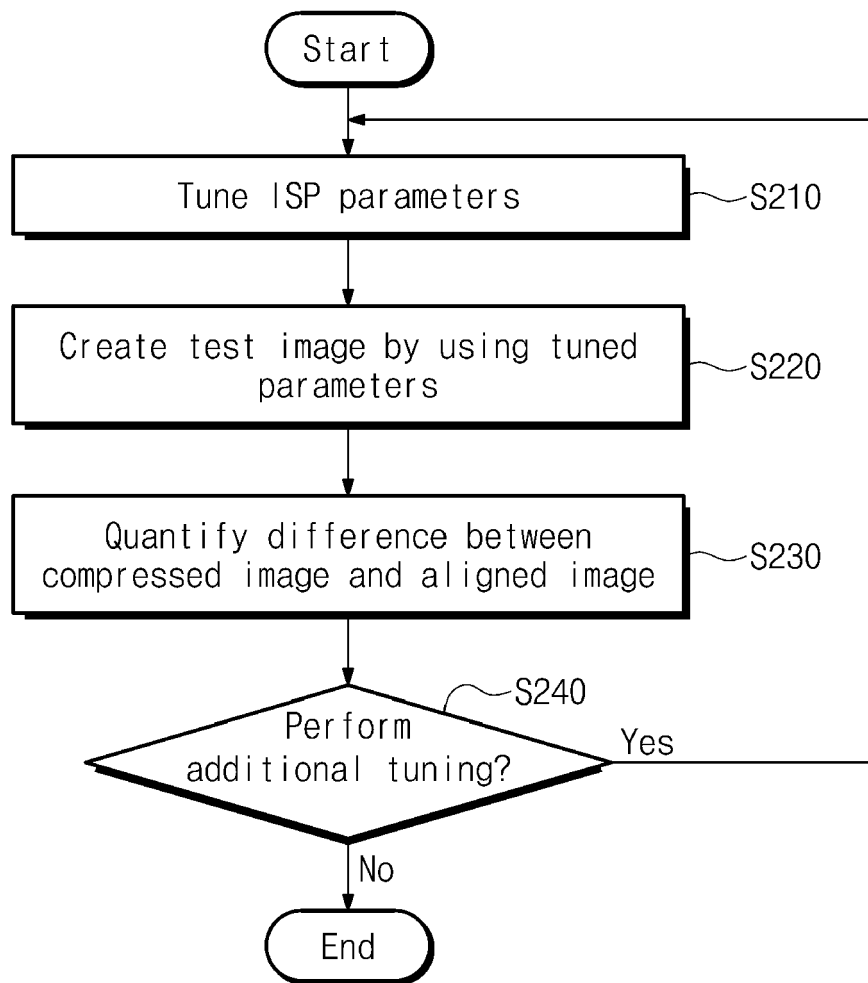 Start
Tune ISP parameters
S210
Create test image by using tuned
parameters
S220
Quantify difference between
compressed image and aligned image
S230
S240
Perform
additional tuning?
Yes
No
End